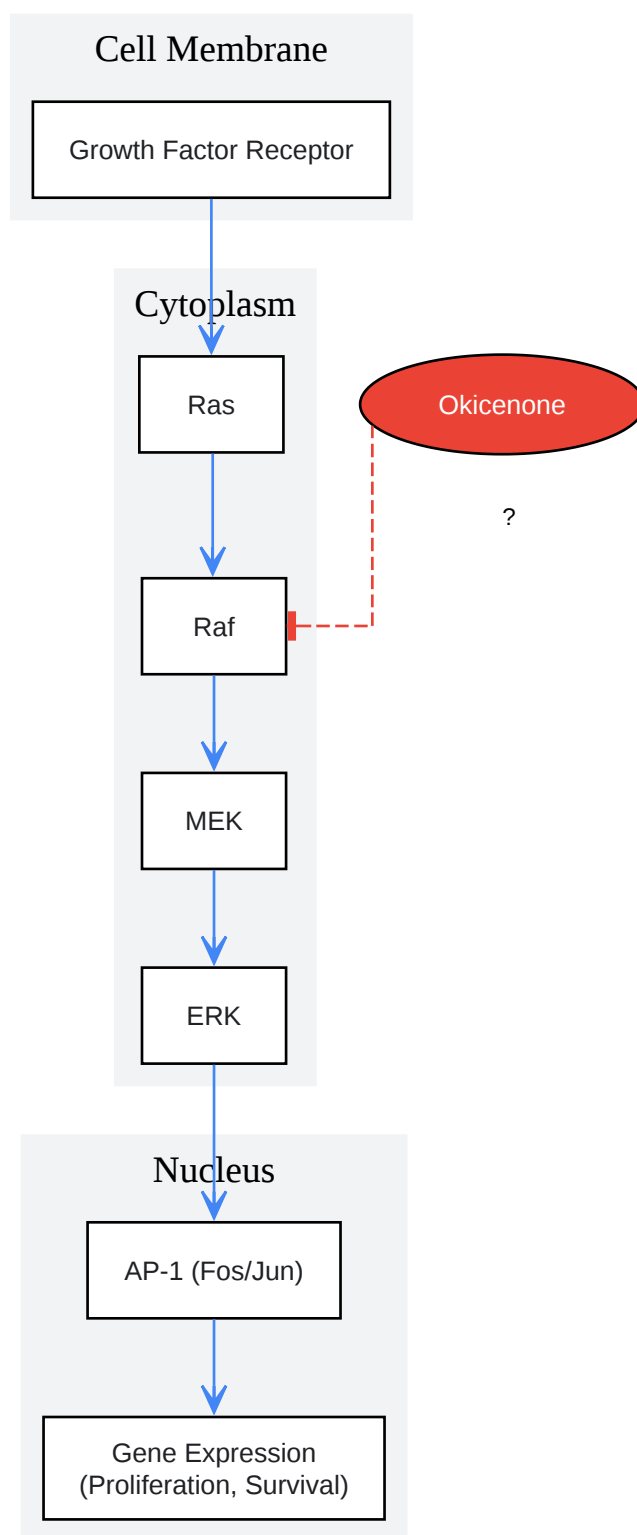 Cell Membrane
Growth Factor Receptor
Cytoplasm
Ras
Okicenone
?
Raf
MEK
ERK
Nucleus
AP-1 (Fos/Jun)
Gene Expression
(Proliferation, Survival)